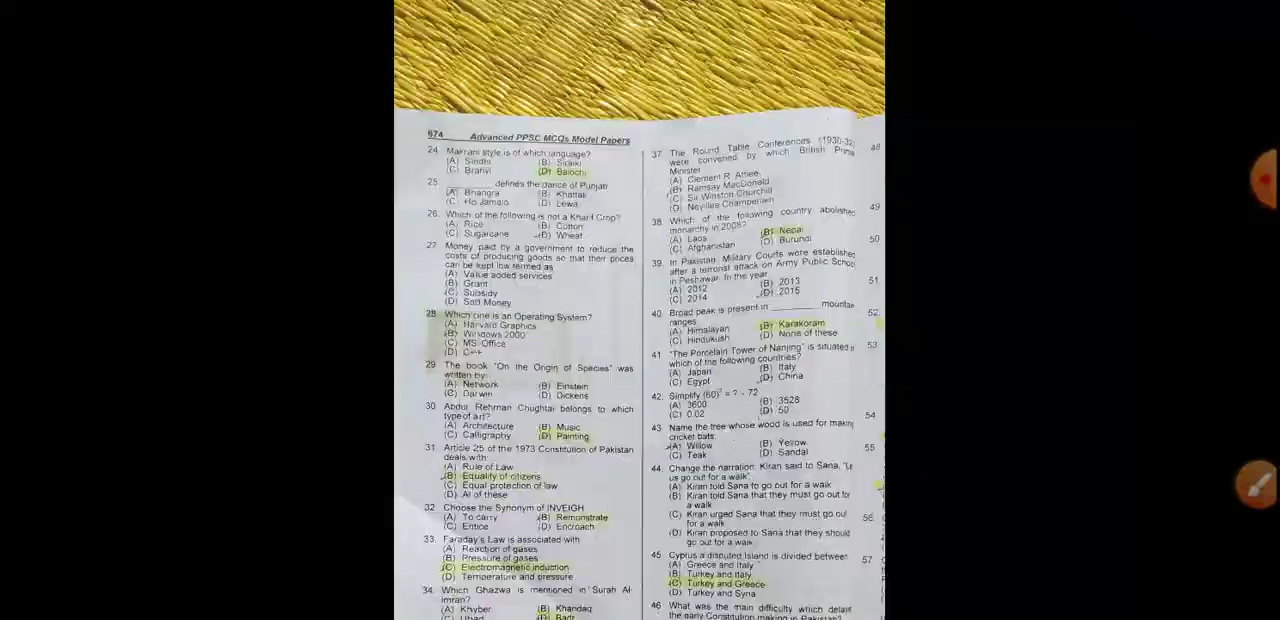 674 Advanced PPSC MCQs Model Papers
24. Makrani style is of which language?
(A) Sindhi (B) Siraiki
(C) Brahvi (D) Balochi
25. defines the dance of Punjab
(A) Bhangra (B) Khattak
(C) Ho Jamalo (D) Lewa
26. Which of the following is not a Kharif Crop?
(A) Rice (B) Cotton
(C) Sugarcane (D) Wheat
27. Money paid by a government to reduce the
costs of producing goods so that their prices
can be kept low termed as
(A) Value added services
(B) Grant
(C) Subsidy
(D) Soft Money
28. Which one is an Operating System?
(A) Harvard Graphics
(B) Windows 2000
(C) MS-Office
(D) C++
29. The book "On the Origin of Species" was
written by:
(A) Network (B) Einstein
(C) Darwin (D) Dickens
30. Abdur Rehman Chughtai belongs to which
type of art?
(A) Architecture (B) Music
(C) Calligraphy (D) Painting
31. Article 25 of the 1973 Constitution of Pakistan
deals with:
(A) Rule of Law
(B) Equality of citizens
(C) Equal protection of law
(D) All of these
32. Choose the Synonym of INVEIGH
(A) To carry (B) Remonstrate
(C) Entice (D) Encroach
33. Faraday's Law is associated with
(A) Reaction of gases
(B) Pressure of gases
(C) Electromagnetic induction
(D) Temperature and pressure
34. Which Ghazwa is mentioned in Surah Al-
Imran?
(A) Khyber (B) Khandaq
(C) Uhad (D) Badr
37. The Round Table Conferences (1930-32)
were convened by which British Prime
Minister
(A) Clement R. Atlee
(B) Ramsay MacDonald
(C) Sir Winston Churchill
(D) Neville Champerlain
38. Which of the following country abolished
monarchy in 2008?
(A) Laos (B) Nepal
(C) Afghanistan (D) Burundi
39. In Pakistan, Military Courts were established
after a terrorist attack on Army Public School
in Peshawar. In the year
(A) 2012 (B) 2013
(C) 2014 (D) 2015
40. Broad peak is present in ________ mountain
ranges
(A) Himalayan (B) Karakoram
(C) Hindukush (D) None of these
41. "The Porcelain Tower of Nanjing" is situated in
which of the following countries?
(A) Japan (B) Italy
(C) Egypt (D) China
42. Simplify (60)² = ? ÷ 72
(A) 3600 (B) 3528
(C) 0.02 (D) 50
43. Name the tree whose wood is used for making
cricket bats.
(A) Willow (B) Yellow
(C) Teak (D) Sandal
44. Change the narration: Kiran said to Sana, "Let
us go out for a walk"
(A) Kiran told Sana to go out for a walk
(B) Kiran told Sana that they must go out for
a walk
(C) Kiran urged Sana that they must go out
for a walk
(D) Kiran proposed to Sana that they should
go out for a walk
45. Cyprus a disputed Island is divided between
(A) Greece and Italy
(B) Turkey and Italy
(C) Turkey and Greece
(D) Turkey and Syria
46. What was the main difficulty which delays
the early Constitution making in Pakistan?
48
49
50
51
52
53
54
55
56
57